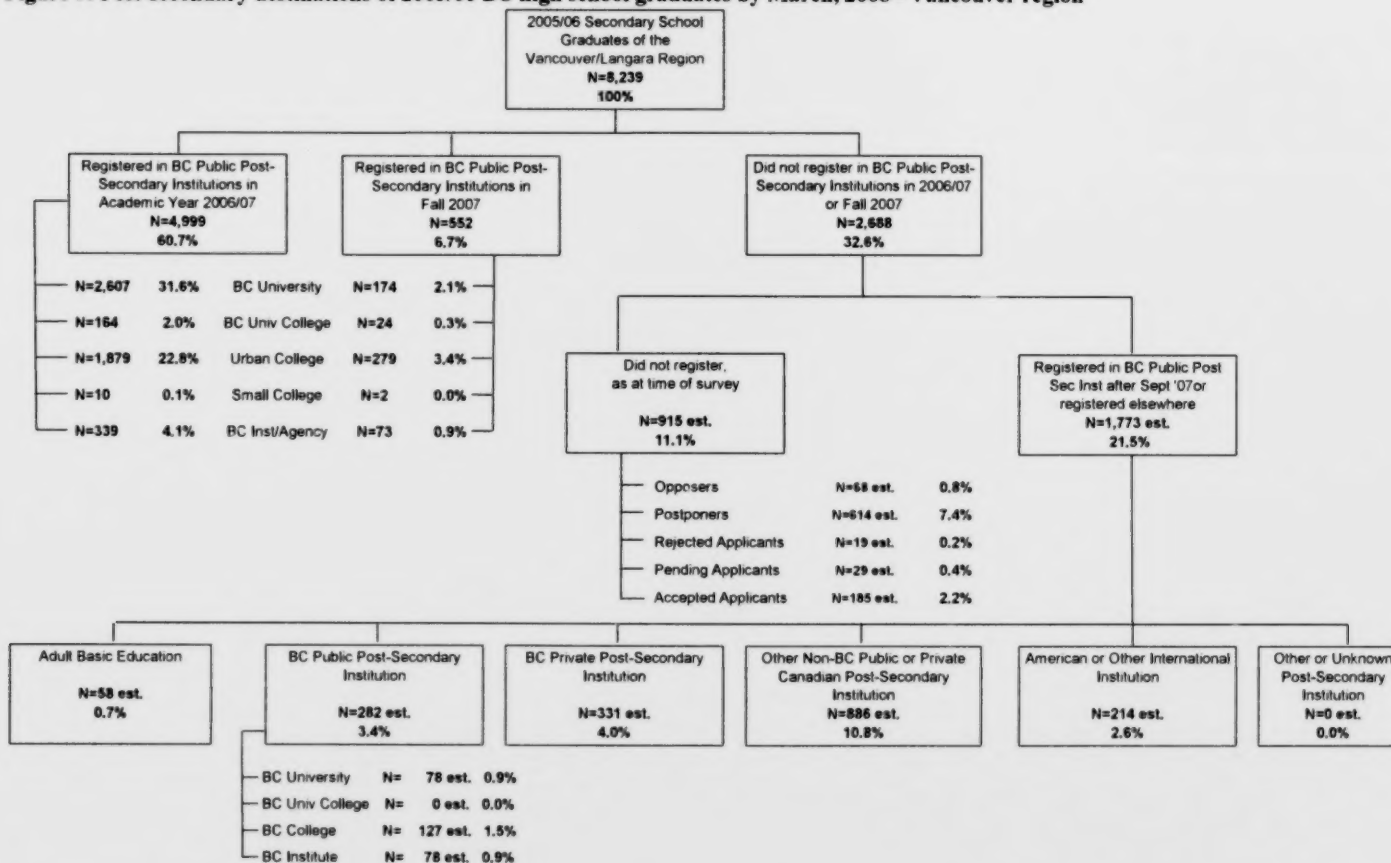 2005/06 Secondary School
Graduates of the
Vancouver/Langara Region
N=8,239
100%
Registered in BC Public Post-
Secondary Institutions in
Academic Year 2006/07
N=4,999
60.7%
Registered in BC Public Post-
Secondary Institutions in
Fall 2007
N=552
6.7%
Did not register in BC Public Post-
Secondary Institutions in 2006/07
or Fall 2007
N=2,688
32.6%
N=2,607 31.6% BC University N=174 2.1%
N=164 2.0% BC Univ College N=24 0.3%
N=1,879 22.8% Urban College N=279 3.4%
N=10 0.1% Small College N=2 0.0%
N=339 4.1% BC Inst/Agency N=73 0.9%
Did not register,
as at time of survey
N=915 est.
11.1%
Registered in BC Public Post
Sec Inst after Sept '07or
registered elsewhere
N=1,773 est.
21.5%
Opposers N=68 est. 0.8%
Postponers N=614 est. 7.4%
Rejected Applicants N=19 est. 0.2%
Pending Applicants N=29 est. 0.4%
Accepted Applicants N=185 est. 2.2%
Adult Basic Education
N=58 est.
0.7%
BC Public Post-Secondary
Institution
N=282 est.
3.4%
BC Private Post-Secondary
Institution
N=331 est.
4.0%
Other Non-BC Public or Private
Canadian Post-Secondary
Institution
N=886 est.
10.8%
American or Other International
Institution
N=214 est.
2.6%
Other or Unknown
Post-Secondary
Institution
N=0 est.
0.0%
BC University N= 78 est. 0.9%
BC Univ College N= 0 est. 0.0%
BC College N= 127 est. 1.5%
BC Institute N= 78 est. 0.9%